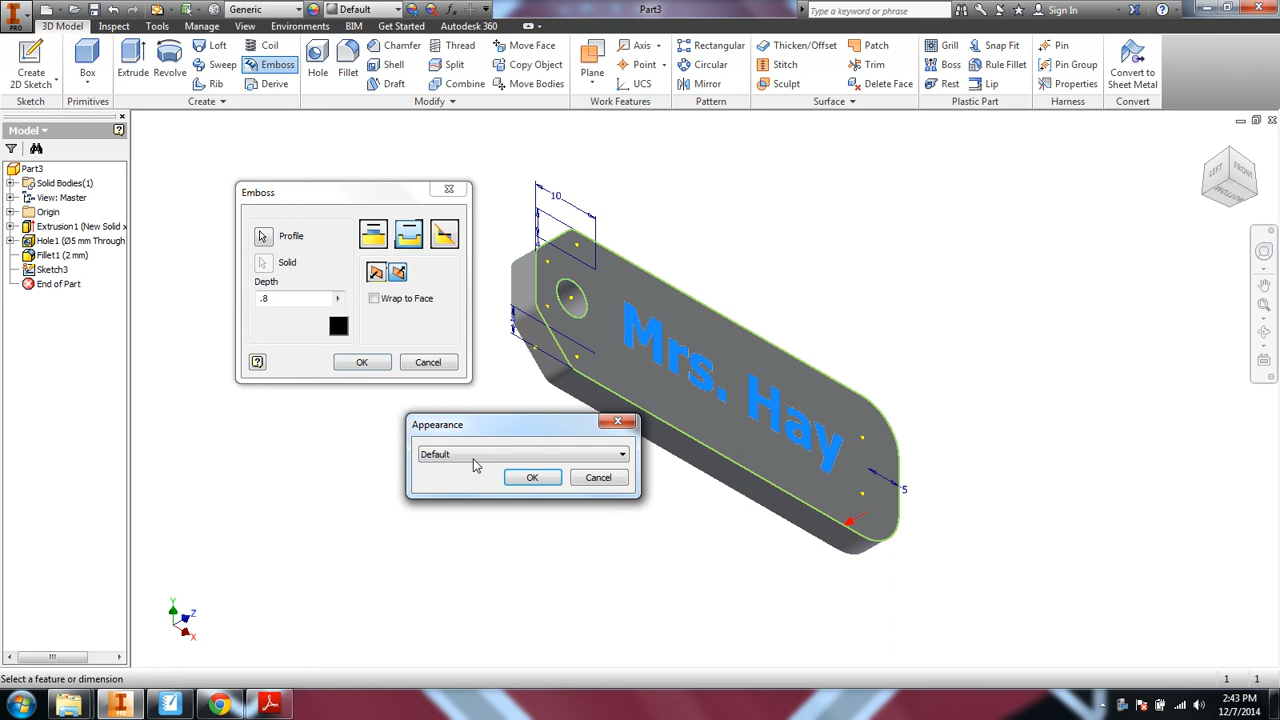 Generic Default Part3 Type a keyword or phrase Sign In
PRO 3D Model Inspect Tools Manage View Environments BIM Get Started Autodesk 360
Loft Coil Chamfer Thread Move Face Axis Rectangular Thicken/Offset Patch Grill Snap Fit Pin
Sweep Emboss Shell Split Copy Object Point Circular Stitch Trim Boss Rule Fillet Pin Group
Create 2D Sketch Box Extrude Revolve Rib Derive Hole Fillet Draft Combine Move Bodies Plane UCS Mirror Sculpt Delete Face Rest Lip Properties Convert to Sheet Metal
Sketch Primitives Create Modify Work Features Pattern Surface Plastic Part Harness Convert
Model
Part3
Solid Bodies(1)
View: Master
Origin
Extrusion1 (New Solid x
Hole1 (Ø5 mm Through
Fillet1 (2 mm)
Sketch3
End of Part
Emboss
Profile
Solid
Depth
.8
Wrap to Face
OK Cancel
Appearance
Default
OK Cancel
10
Mrs. Hay
5
LEFT FRONT BOTTOM
Y
Z
X
Select a feature or dimension 1 1
2:43 PM
12/7/2014